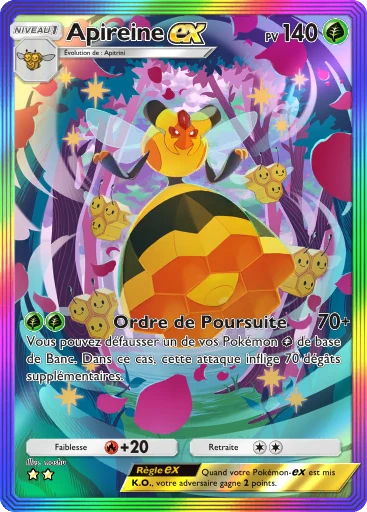 NIVEAU 1
Apireine ex
PV 140
Évolution de : Apitrini
Ordre de Poursuite 70+
Vous pouvez défausser un de vos Pokémon de base
de Banc. Dans ce cas, cette attaque inflige 70 dégâts
supplémentaires.
Faiblesse +20
Retraite
Illus. nostu
Règle ex
Quand votre Pokémon-ex est mis
K.O., votre adversaire gagne 2 points.